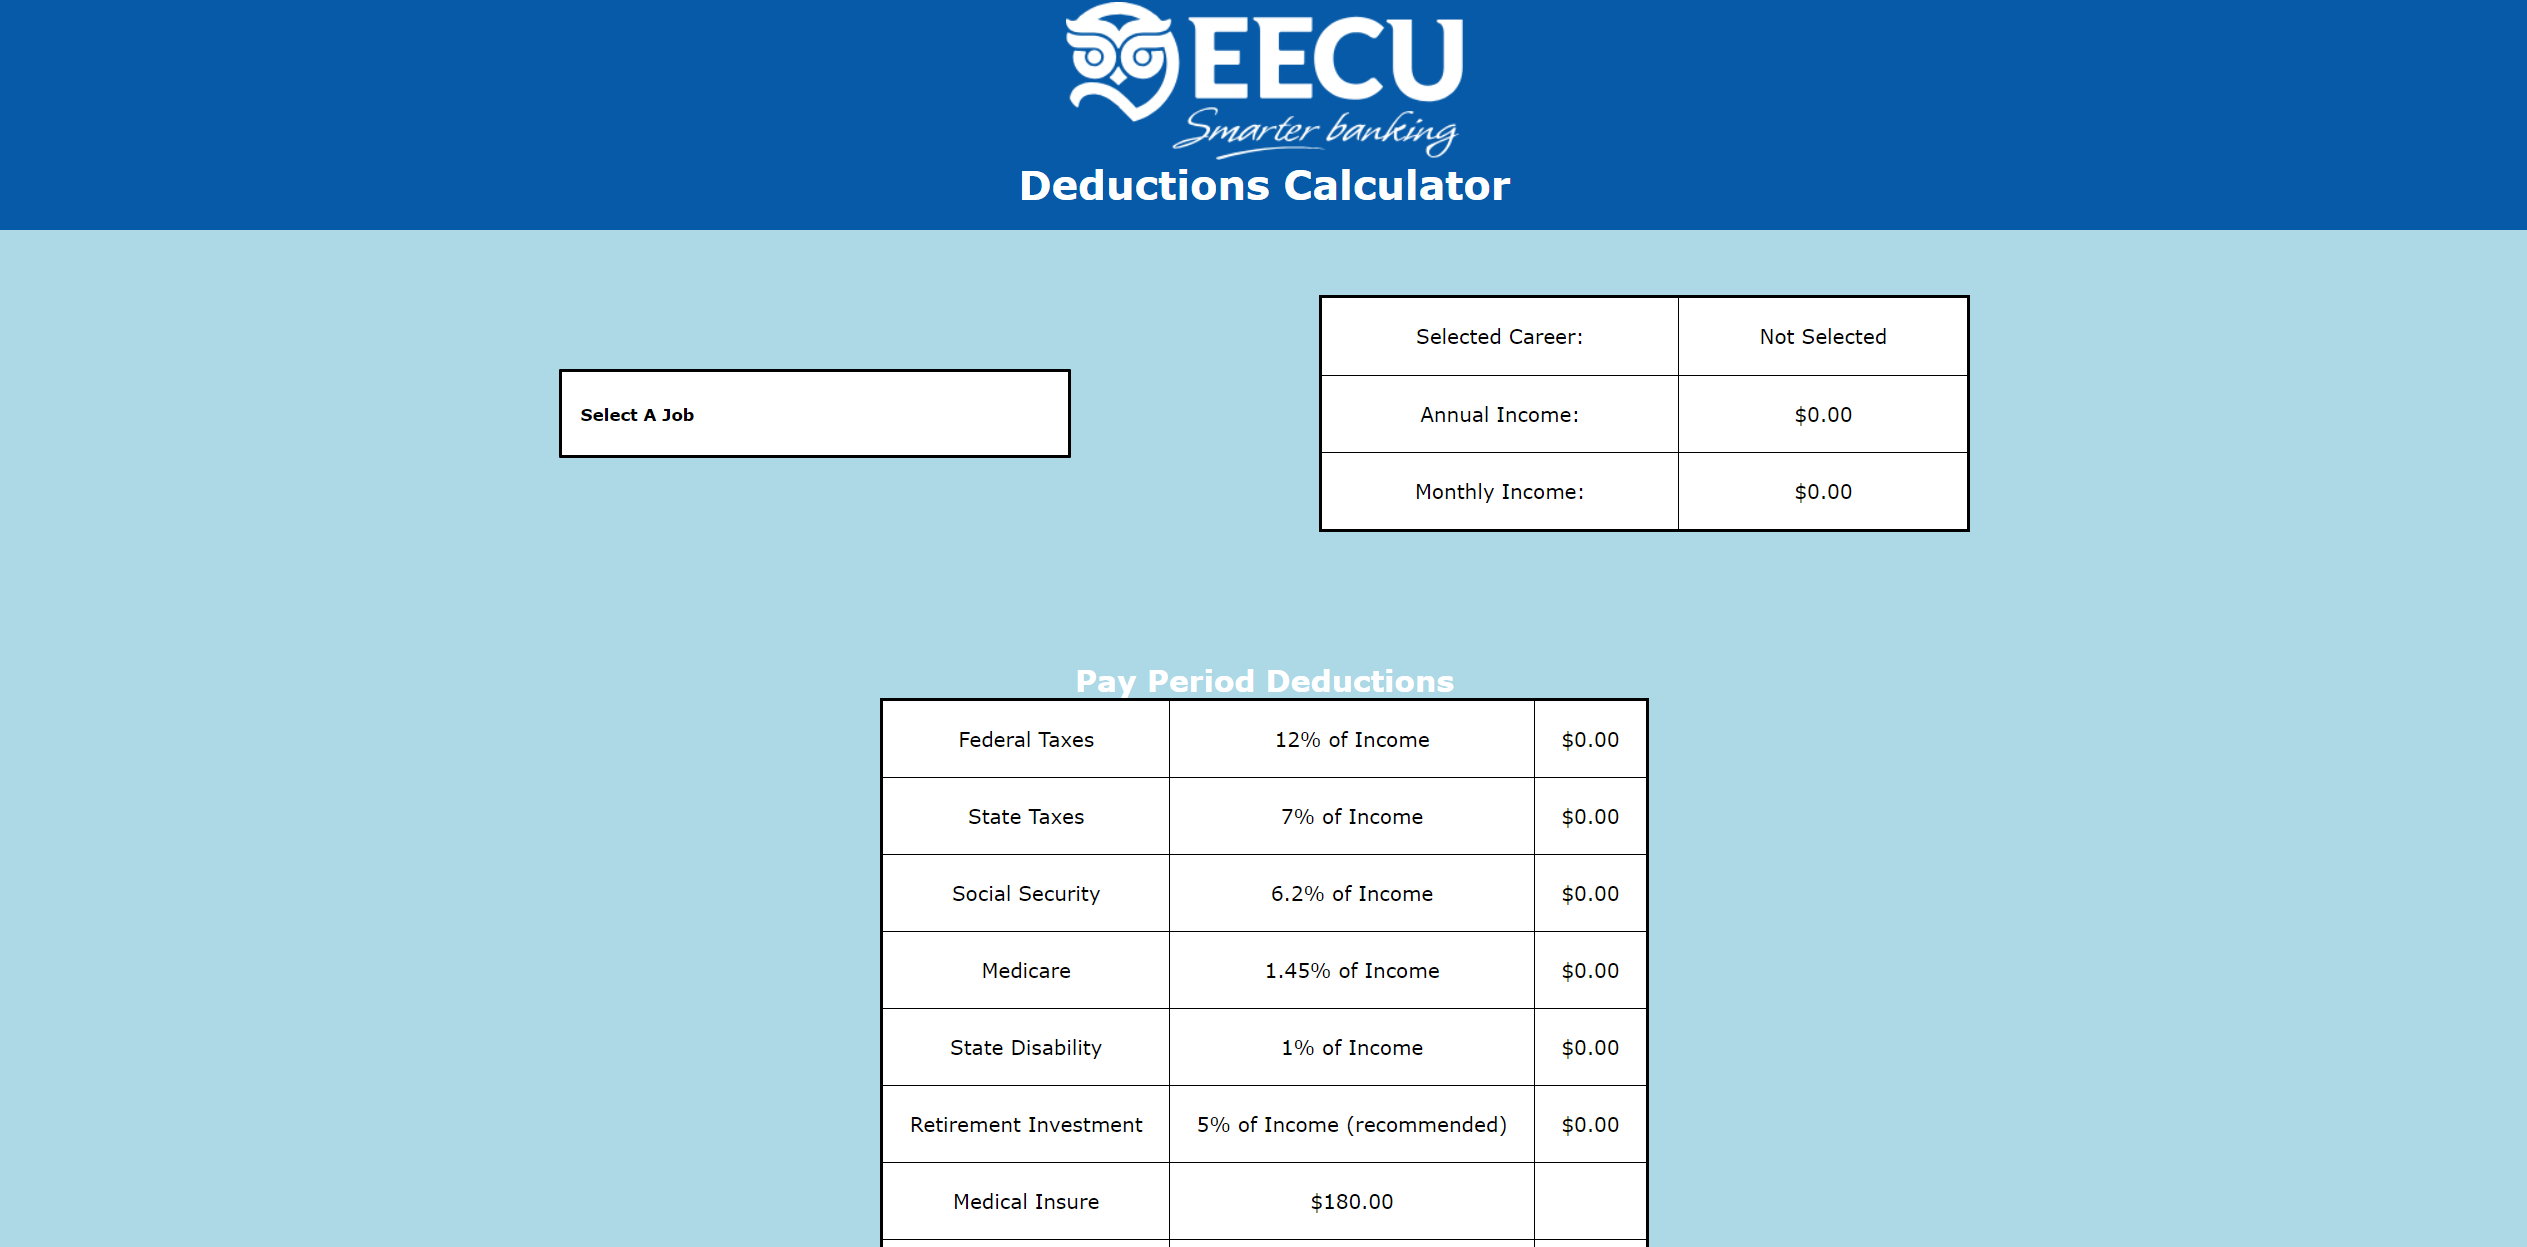 EECU
Smarter banking
Deductions Calculator
Select A Job
Selected Career: Not Selected
Annual Income: $0.00
Monthly Income: $0.00
Pay Period Deductions
Federal Taxes 12% of Income $0.00
State Taxes 7% of Income $0.00
Social Security 6.2% of Income $0.00
Medicare 1.45% of Income $0.00
State Disability 1% of Income $0.00
Retirement Investment 5% of Income (recommended) $0.00
Medical Insure $180.00